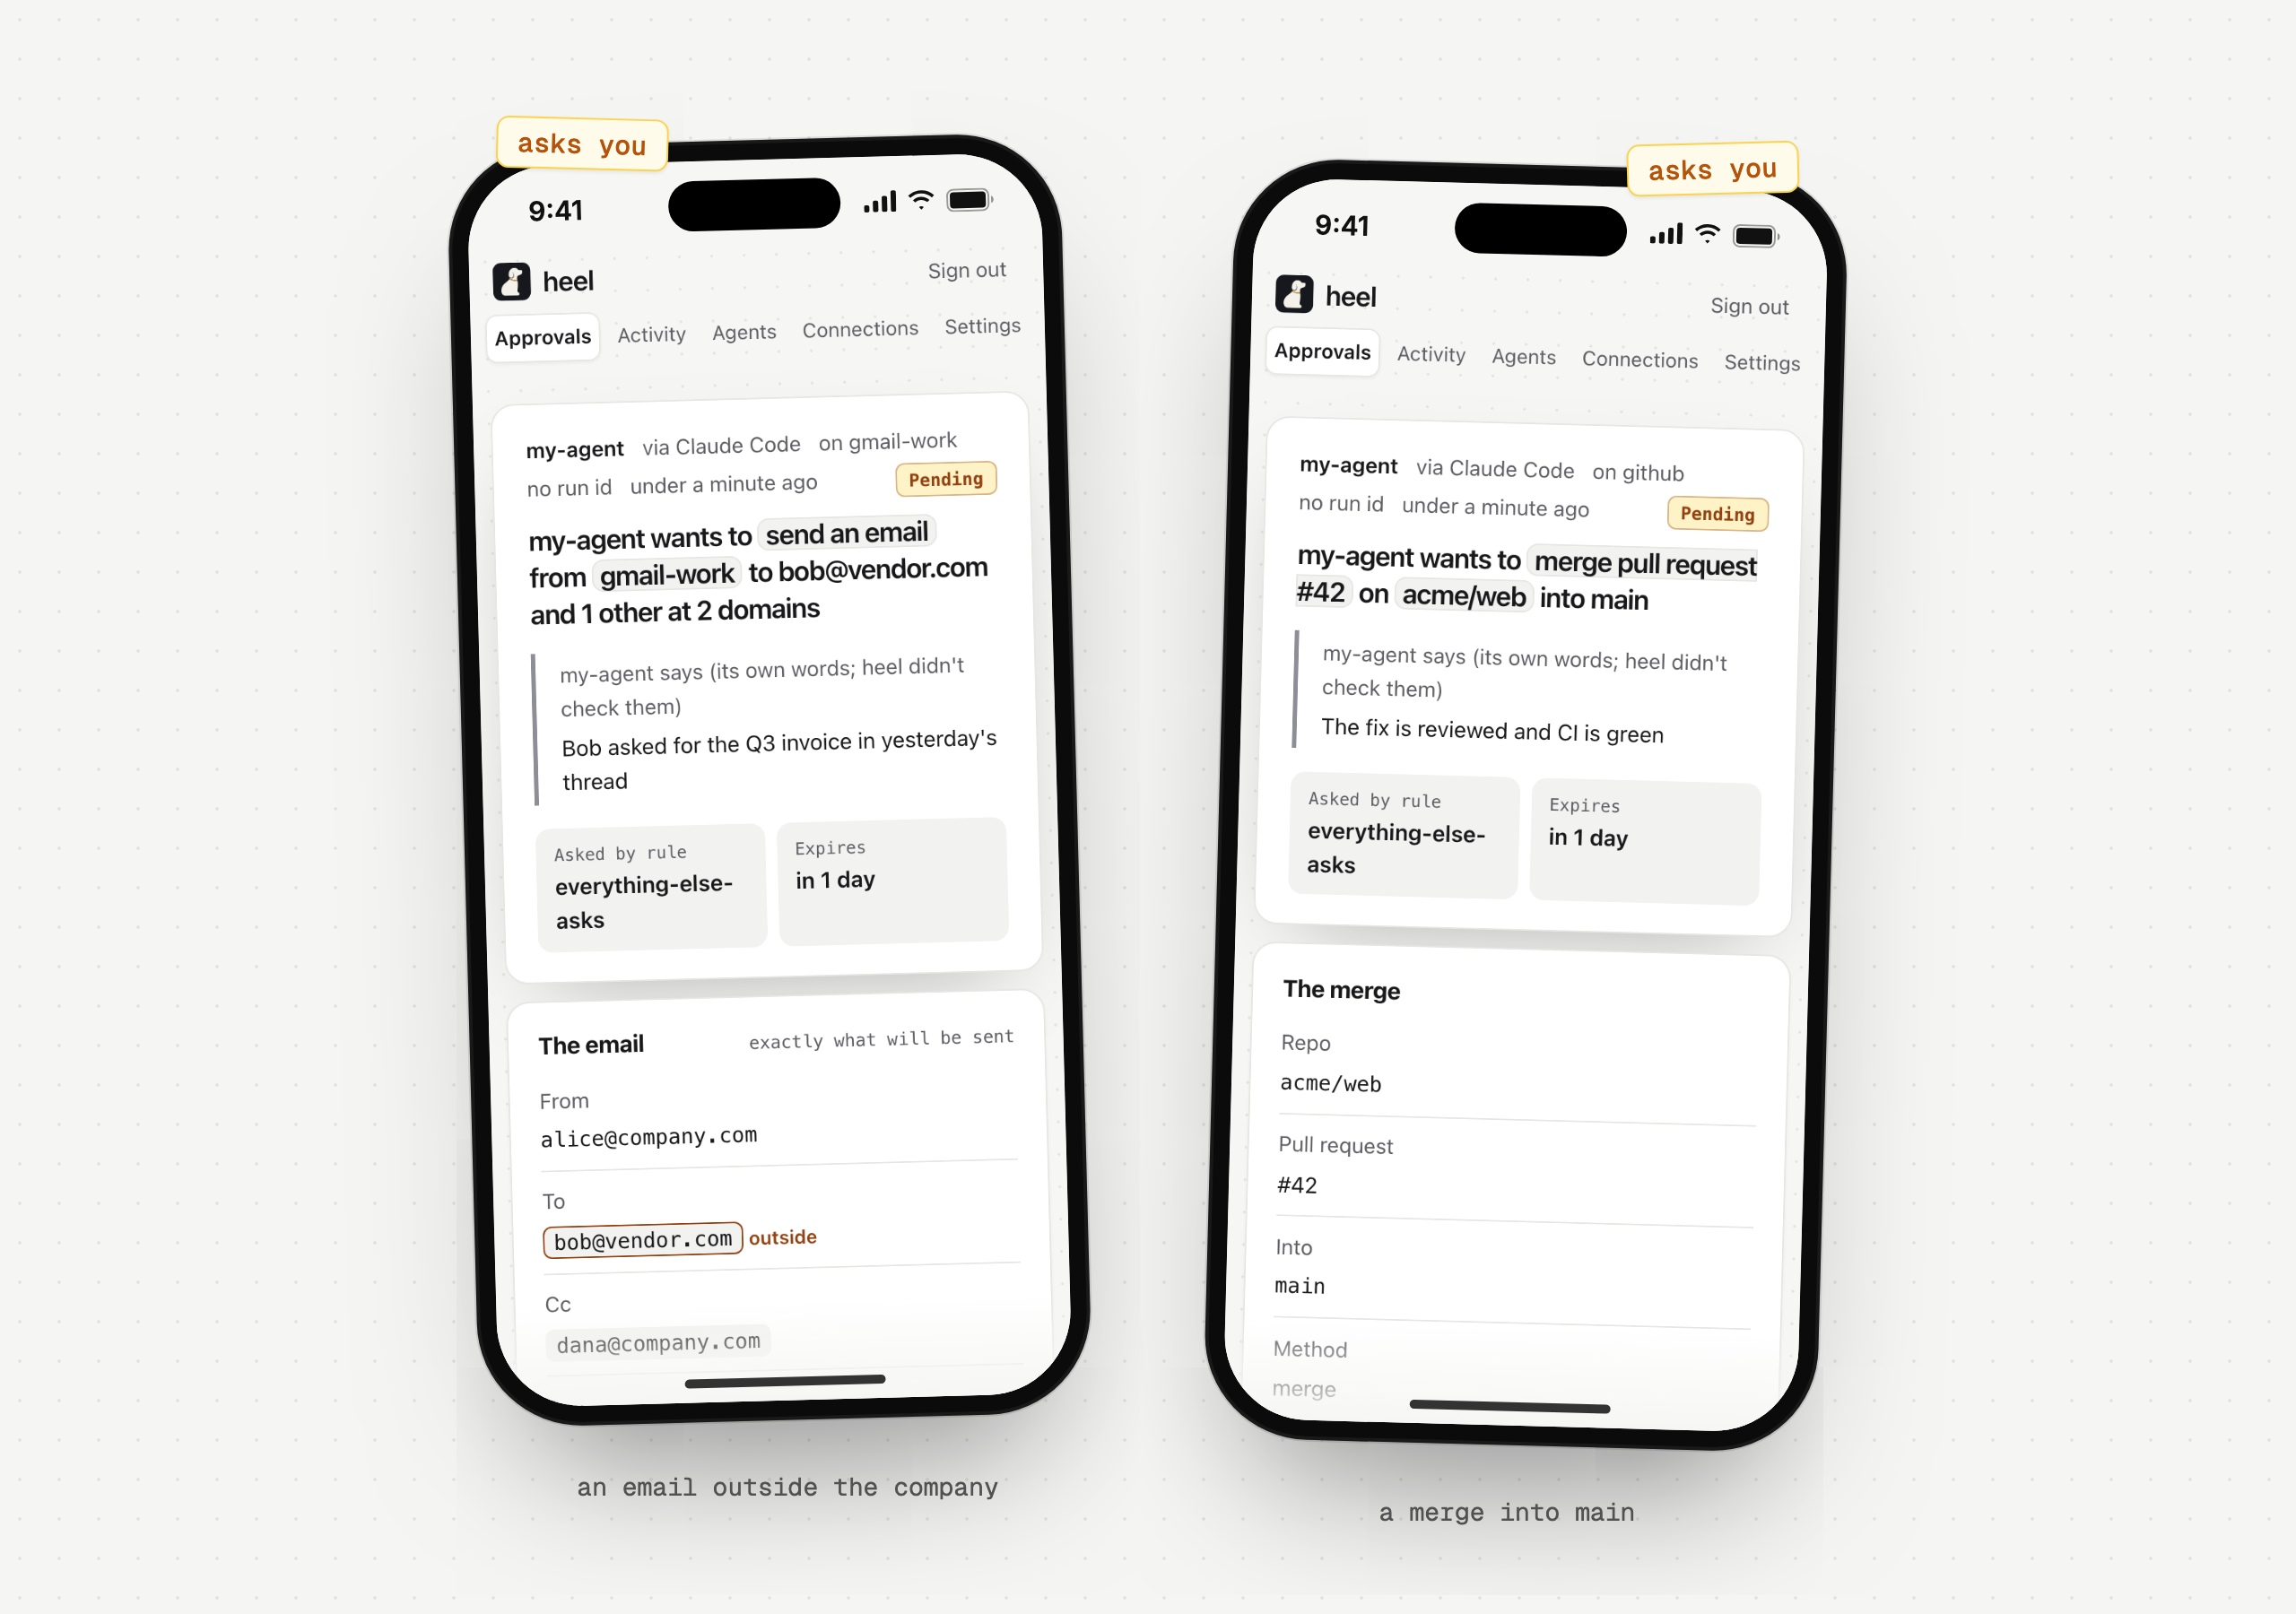 asks you
9:41
heel
Sign out
Approvals Activity Agents Connections Settings
my-agent via Claude Code on gmail-work
no run id under a minute ago Pending
my-agent wants to send an email
from gmail-work to bob@vendor.com
and 1 other at 2 domains
my-agent says (its own words; heel didn't
check them)
Bob asked for the Q3 invoice in yesterday's
thread
Asked by rule
everything-else-
asks
Expires
in 1 day
The email exactly what will be sent
From
alice@company.com
To
bob@vendor.com outside
Cc
dana@company.com
an email outside the company
asks you
9:41
heel
Sign out
Approvals Activity Agents Connections Settings
my-agent via Claude Code on github
no run id under a minute ago Pending
my-agent wants to merge pull request
#42 on acme/web into main
my-agent says (its own words; heel didn't
check them)
The fix is reviewed and CI is green
Asked by rule
everything-else-
asks
Expires
in 1 day
The merge
Repo
acme/web
Pull request
#42
Into
main
Method
merge
a merge into main